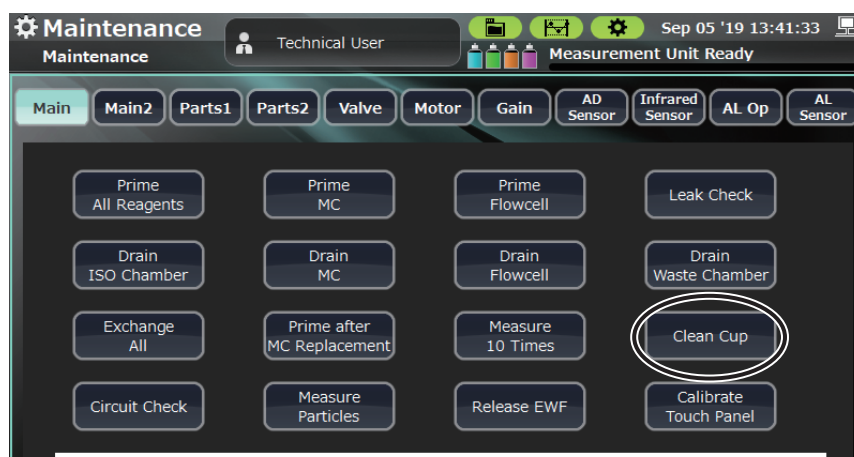 Maintenance
Technical User
Sep 05 '19 13:41:33
Maintenance
Measurement Unit Ready
Main
Main2
Parts1
Parts2
Valve
Motor
Gain
AD
Sensor
Infrared
Sensor
AL Op
AL
Sensor
Prime
All Reagents
Prime
MC
Prime
Flowcell
Leak Check
Drain
ISO Chamber
Drain
MC
Drain
Flowcell
Drain
Waste Chamber
Exchange
All
Prime after
MC Replacement
Measure
10 Times
Clean Cup
Circuit Check
Measure
Particles
Release EWF
Calibrate
Touch Panel